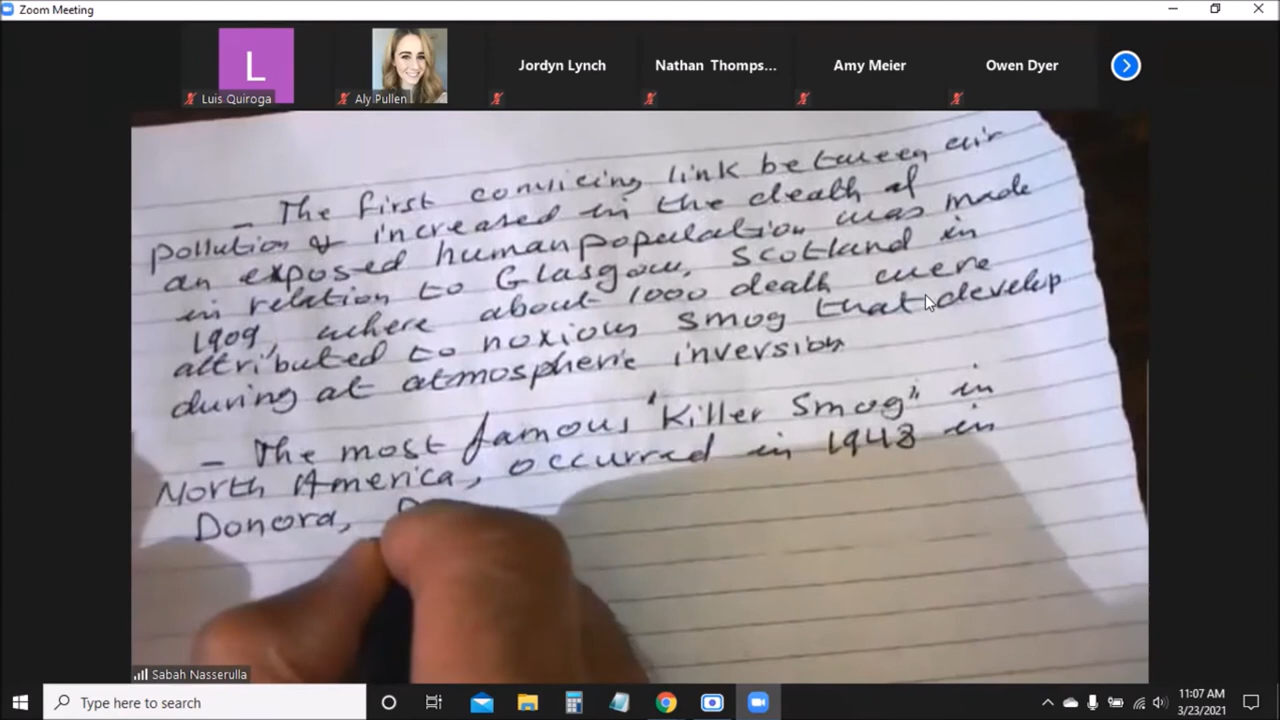 Zoom Meeting
L
Luis Quiroga
Aly Pullen
Jordyn Lynch
Nathan Thomps...
Amy Meier
Owen Dyer
- The first convicing link between air
pollution & increased in the death of
an exposed human population was made
in relation to Glasgow, Scotland in
1909, where about 1000 death were
attributed to noxious smog that develop
during at atmospheric inversion
- The most famous "Killer Smog" in
North America, occurred in 1948 in
Donora,
Sabah Nasserulla
Type here to search
11:07 AM
3/23/2021